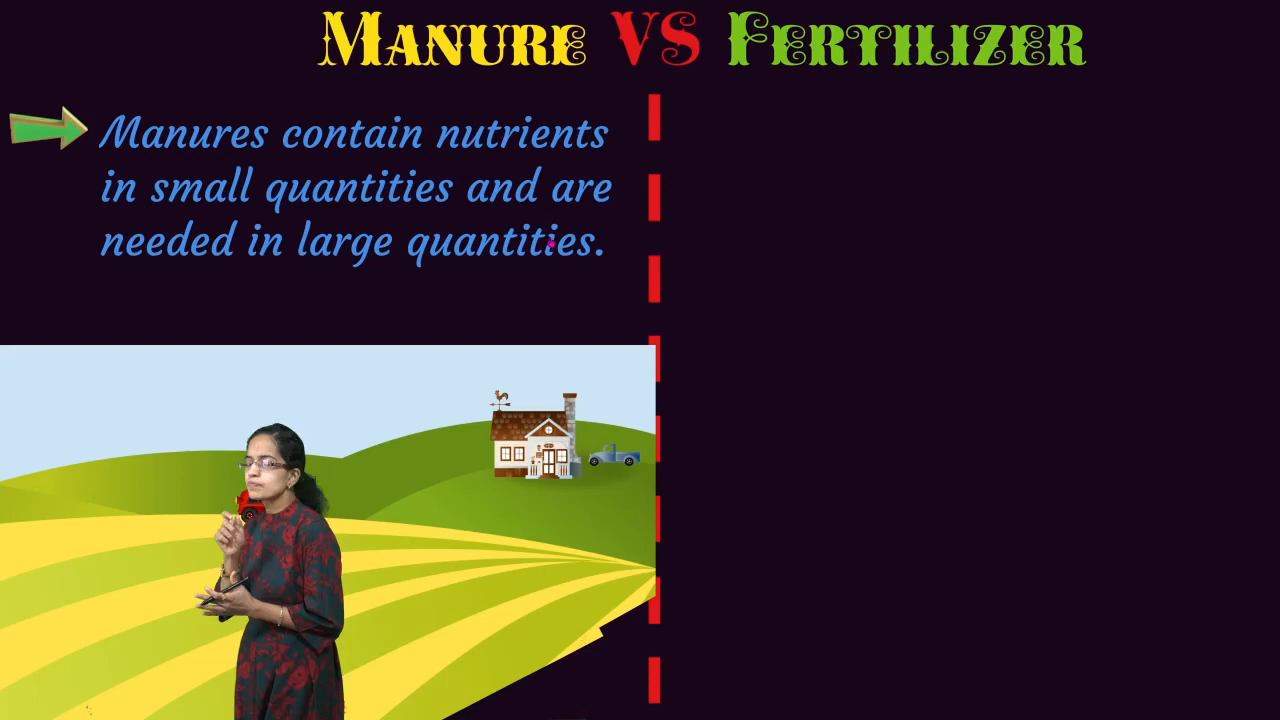 Manure VS Fertilizer
Manures contain nutrients
in small quantities and are
needed in large quantities.